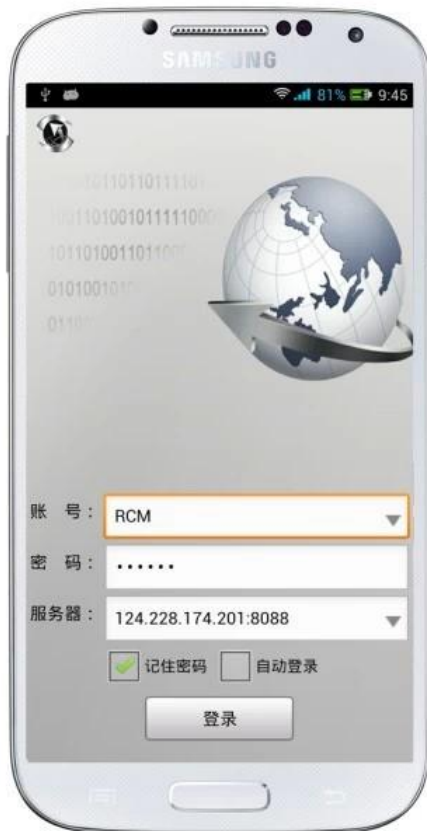 SAMSUNG
81% 9:45
账 号：
RCM
密 码：
••••••
服务器：
124.228.174.201:8088
记住密码 自动登录
登录